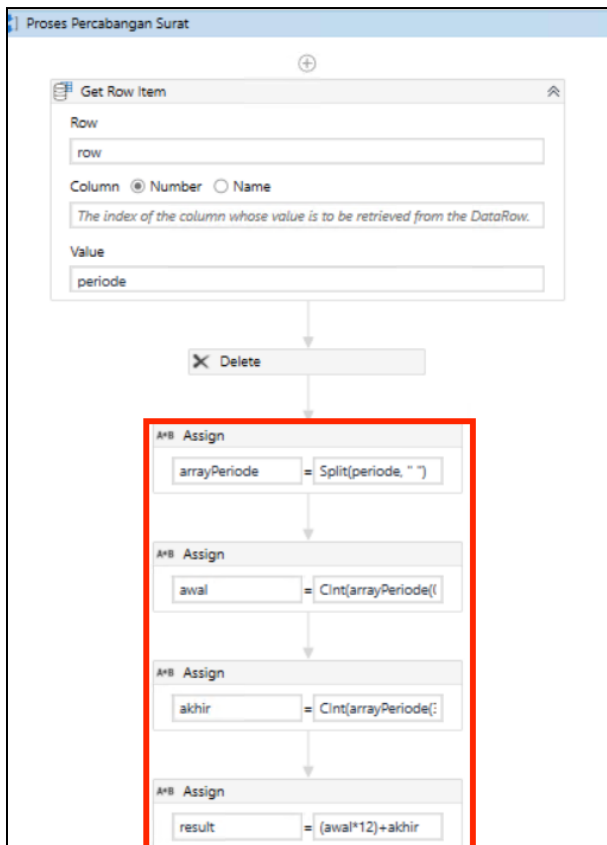 Proses Percabangan Surat
Get Row Item
Row
row
Column Number Name
The index of the column whose value is to be retrieved from the DataRow.
Value
periode
Delete
A*B Assign
arrayPeriode = Split(periode, " ")
A*B Assign
awal = CInt(arrayPeriode(
A*B Assign
akhir = CInt(arrayPeriode(
A*B Assign
result = (awal*12)+akhir